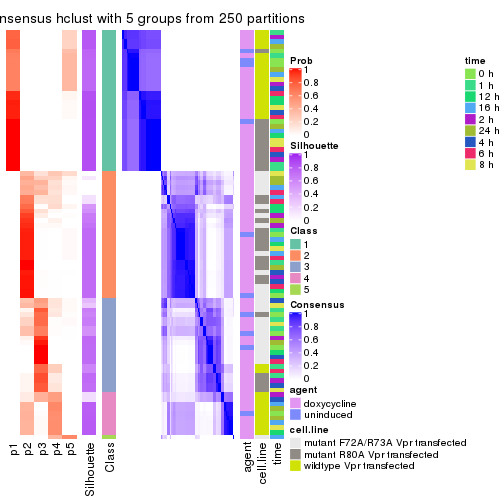 nsensus hclust with 5 groups from 250 partitions
p1
p2
p3
p4
p5
Silhouette
Class
agent
cell.line
time
Prob
1
0.8
0.6
0.4
0.2
0
Silhouette
1
0.8
0.6
0.4
0.2
0
Class
1
2
3
4
5
Consensus
1
0.8
0.6
0.4
0.2
0
agent
doxycycline
uninduced
cell.line
mutant F72A/R73A Vpr transfected
mutant R80A Vpr transfected
wildtype Vpr transfected
time
0 h
1 h
12 h
16 h
2 h
24 h
4 h
6 h
8 h